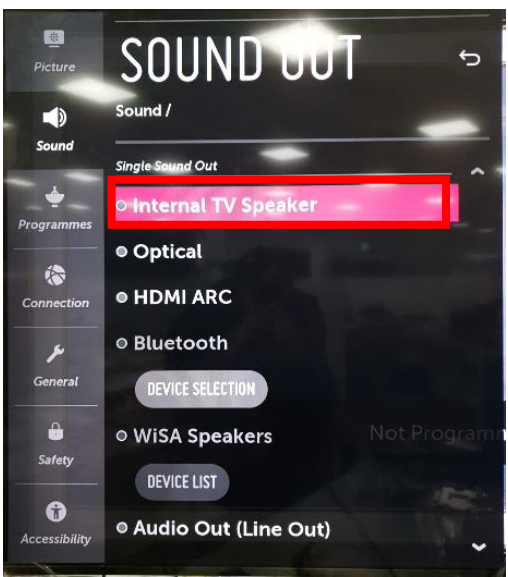 SOUND OUT
Picture
Sound /
Sound
Single Sound Out
Internal TV Speaker
Programmes
Optical
HDMI ARC
Connection
Bluetooth
General
DEVICE SELECTION
WiSA Speakers
Not Programm
Safety
DEVICE LIST
Audio Out (Line Out)
Accessibility